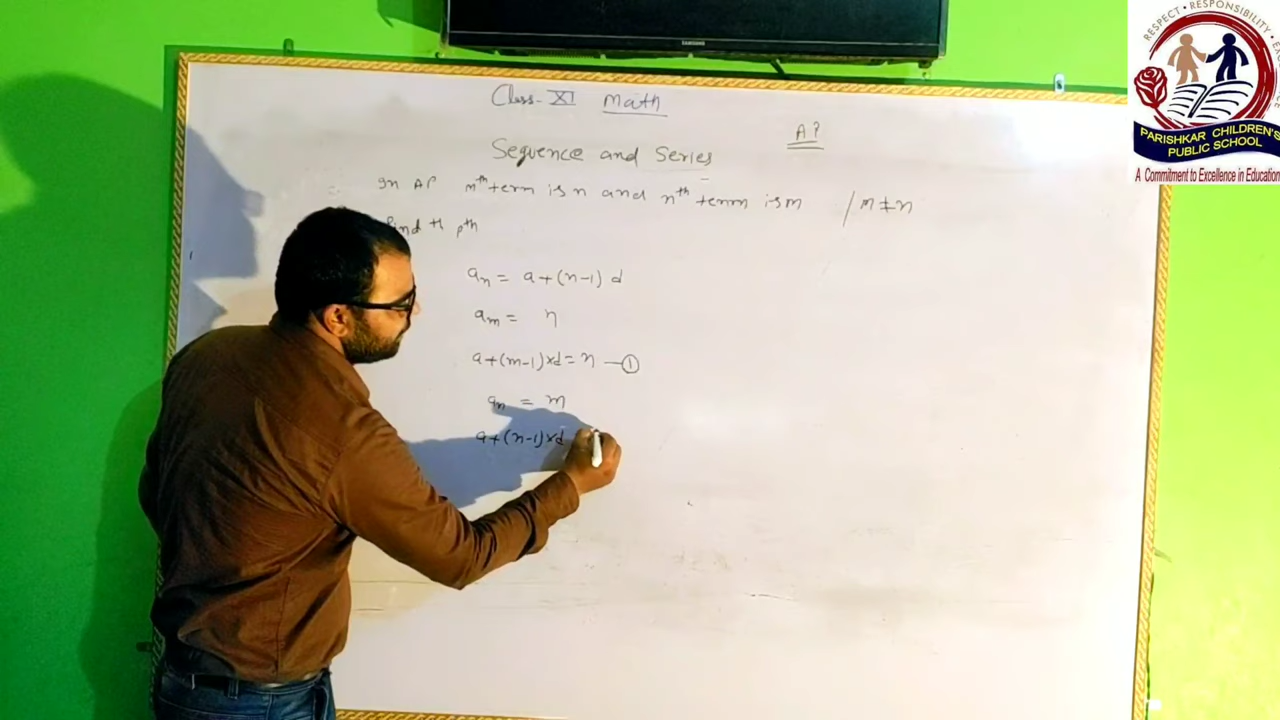 SAMSUNG
Class-XI Math
AP
Sequence and Series
In AP mth term is n and nth term is m / m ≠ n
find th pth
an = a+(n-1) d
am = n
a+(m-1)×d = n —①
an = m
a+(n-1)×d
RESPECT • RESPONSIBILITY •
PARISHKAR CHILDREN'S
PUBLIC SCHOOL
A Commitment to Excellence in Education